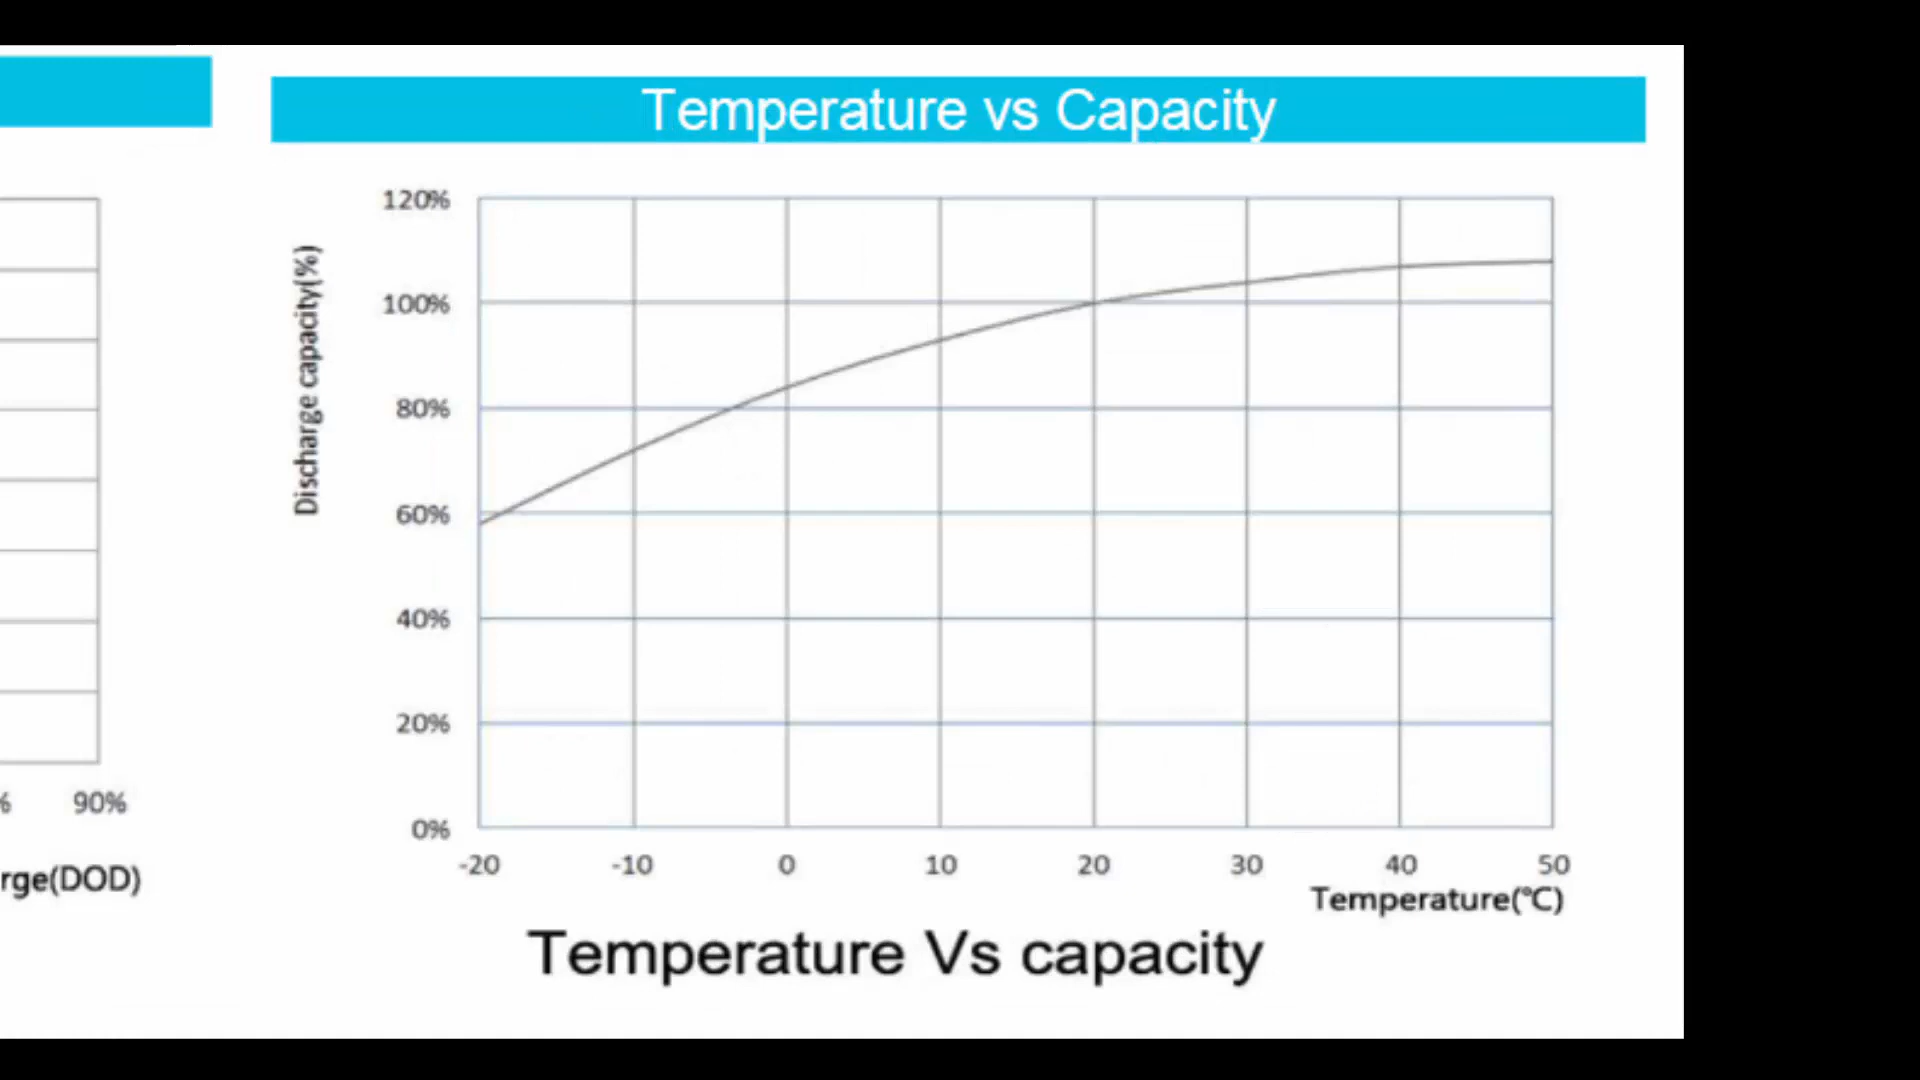 Temperature vs Capacity
120%
100%
80%
60%
40%
20%
0%
Discharge capacity(%)
-20 -10 0 10 20 30 40 50
Temperature(℃)
Temperature Vs capacity
% 90%
rge(DOD)